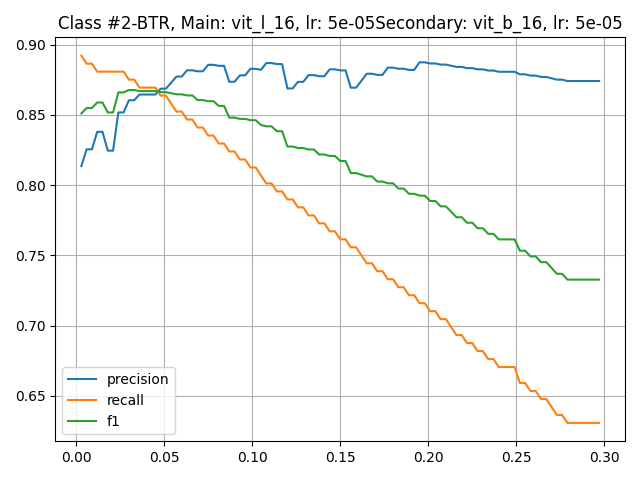 Class #2-BTR, Main: vit_l_16, lr: 5e-05Secondary: vit_b_16, lr: 5e-05
0.90
0.85
0.80
0.75
0.70
0.65
precision
recall
f1
0.00 0.05 0.10 0.15 0.20 0.25 0.30